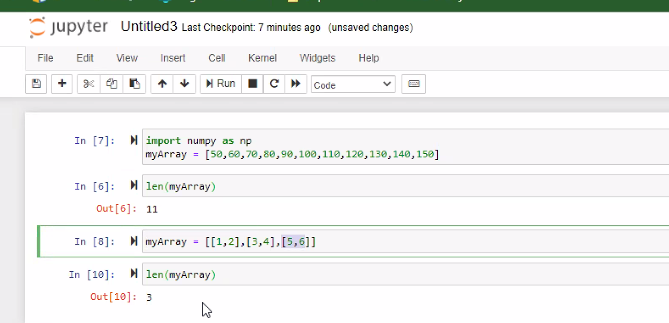 jupyter Untitled3 Last Checkpoint: 7 minutes ago (unsaved changes)
File Edit View Insert Cell Kernel Widgets Help
Run Code
In [7]: import numpy as np
myArray = [50,60,70,80,90,100,110,120,130,140,150]
In [6]: len(myArray)
Out[6]: 11
In [8]: myArray = [[1,2],[3,4],[5,6]]
In [10]: len(myArray)
Out[10]: 3